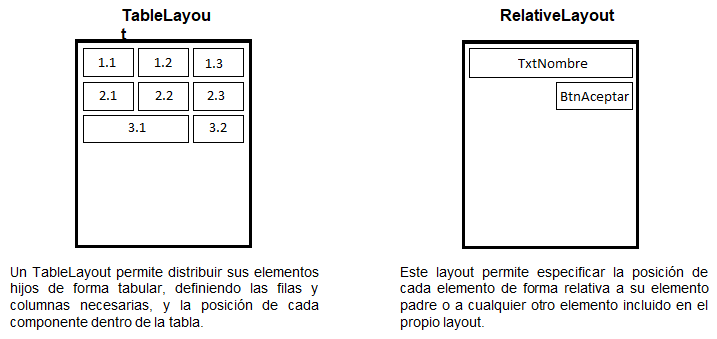 TableLayou
t
1.1 1.2 1.3
2.1 2.2 2.3
3.1 3.2
Un TableLayout permite distribuir sus elementos
hijos de forma tabular, definiendo las filas y
columnas necesarias, y la posición de cada
componente dentro de la tabla.
RelativeLayout
TxtNombre
BtnAceptar
Este layout permite especificar la posición de
cada elemento de forma relativa a su elemento
padre o a cualquier otro elemento incluido en el
propio layout.